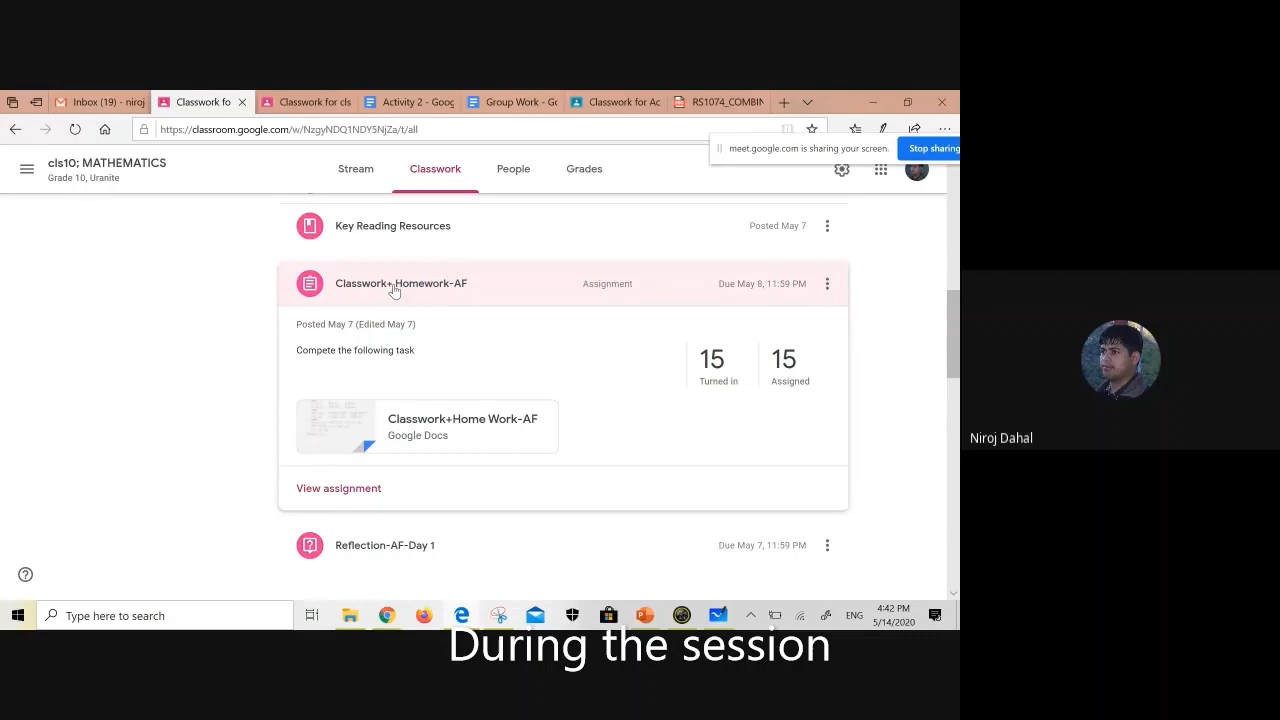 Inbox (19) - niroj
Classwork fo
Classwork for cls
Activity 2 - Goog
Group Work - Go
Classwork for Ac
RS1074_COMBIN
https://classroom.google.com/w/NzgyNDQ1NDY5NjZa/t/all
meet.google.com is sharing your screen.
Stop sharing
cls10; MATHEMATICS
Grade 10, Uranite
Stream
Classwork
People
Grades
Key Reading Resources
Posted May 7
Classwork+Homework-AF
Assignment
Due May 8, 11:59 PM
Posted May 7 (Edited May 7)
Compete the following task
15
Turned in
15
Assigned
Classwork+Home Work-AF
Google Docs
View assignment
Reflection-AF-Day 1
Due May 7, 11:59 PM
Niroj Dahal
Type here to search
ENG
4:42 PM
5/14/2020
During the session